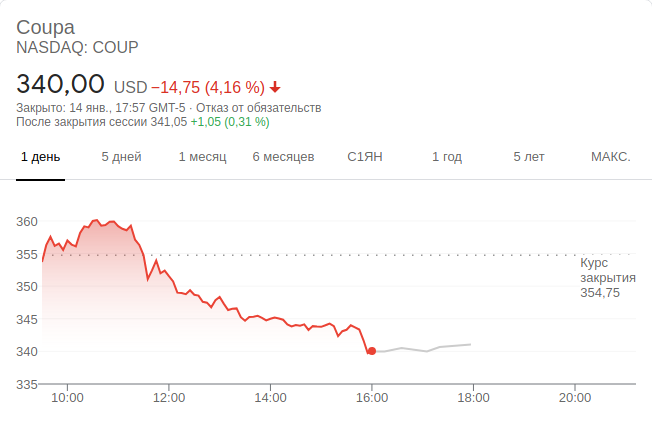 Coupa
NASDAQ: COUP
340,00 USD −14,75 (4,16 %)
Закрыто: 14 янв., 17:57 GMT-5 · Отказ от обязательств
После закрытия сессии 341,05 +1,05 (0,31 %)
1 день 5 дней 1 месяц 6 месяцев С1ЯН 1 год 5 лет МАКС.
360
355
Курс
закрытия
354,75
350
345
340
335
10:00 12:00 14:00 16:00 18:00 20:00